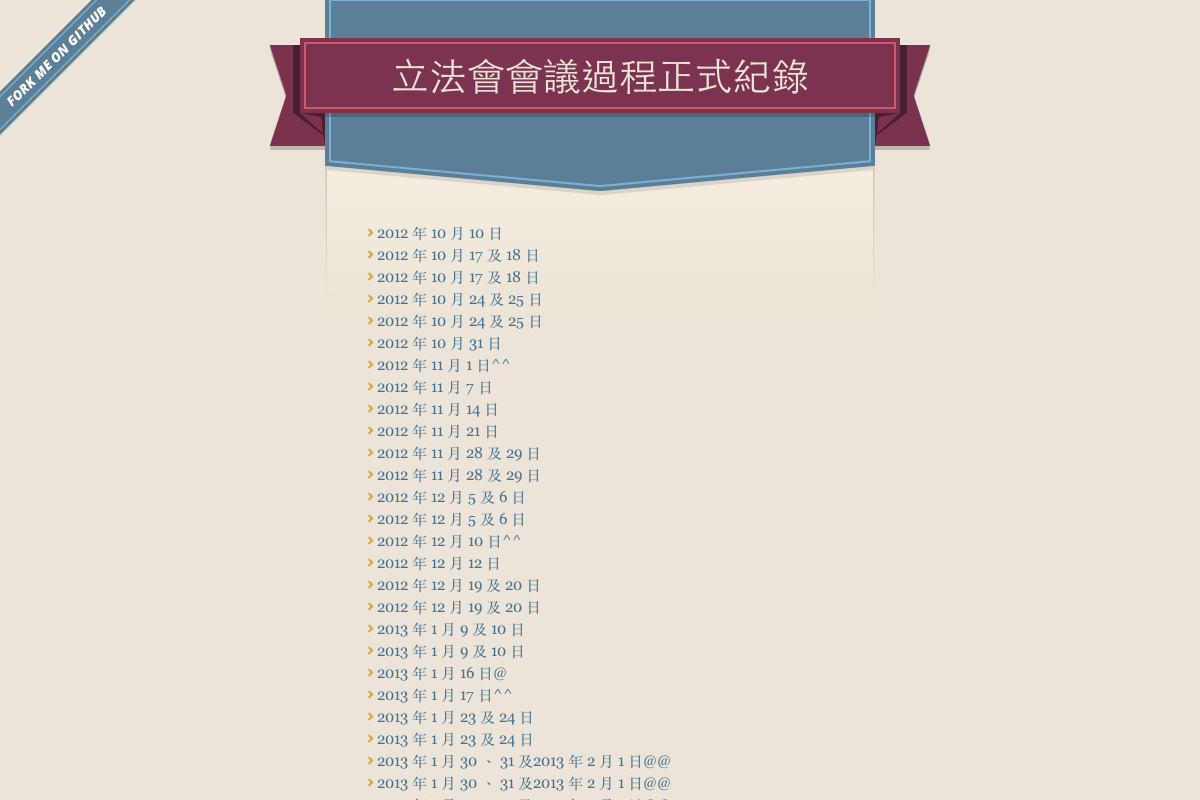 FORK ME ON GITHUB
立法會會議過程正式紀錄
2012 年 10 月 10 日
2012 年 10 月 17 及 18 日
2012 年 10 月 17 及 18 日
2012 年 10 月 24 及 25 日
2012 年 10 月 24 及 25 日
2012 年 10 月 31 日
2012 年 11 月 1 日^^
2012 年 11 月 7 日
2012 年 11 月 14 日
2012 年 11 月 21 日
2012 年 11 月 28 及 29 日
2012 年 11 月 28 及 29 日
2012 年 12 月 5 及 6 日
2012 年 12 月 5 及 6 日
2012 年 12 月 10 日^^
2012 年 12 月 12 日
2012 年 12 月 19 及 20 日
2012 年 12 月 19 及 20 日
2013 年 1 月 9 及 10 日
2013 年 1 月 9 及 10 日
2013 年 1 月 16 日@
2013 年 1 月 17 日^^
2013 年 1 月 23 及 24 日
2013 年 1 月 23 及 24 日
2013 年 1 月 30 、 31 及2013 年 2 月 1 日@@
2013 年 1 月 30 、 31 及2013 年 2 月 1 日@@